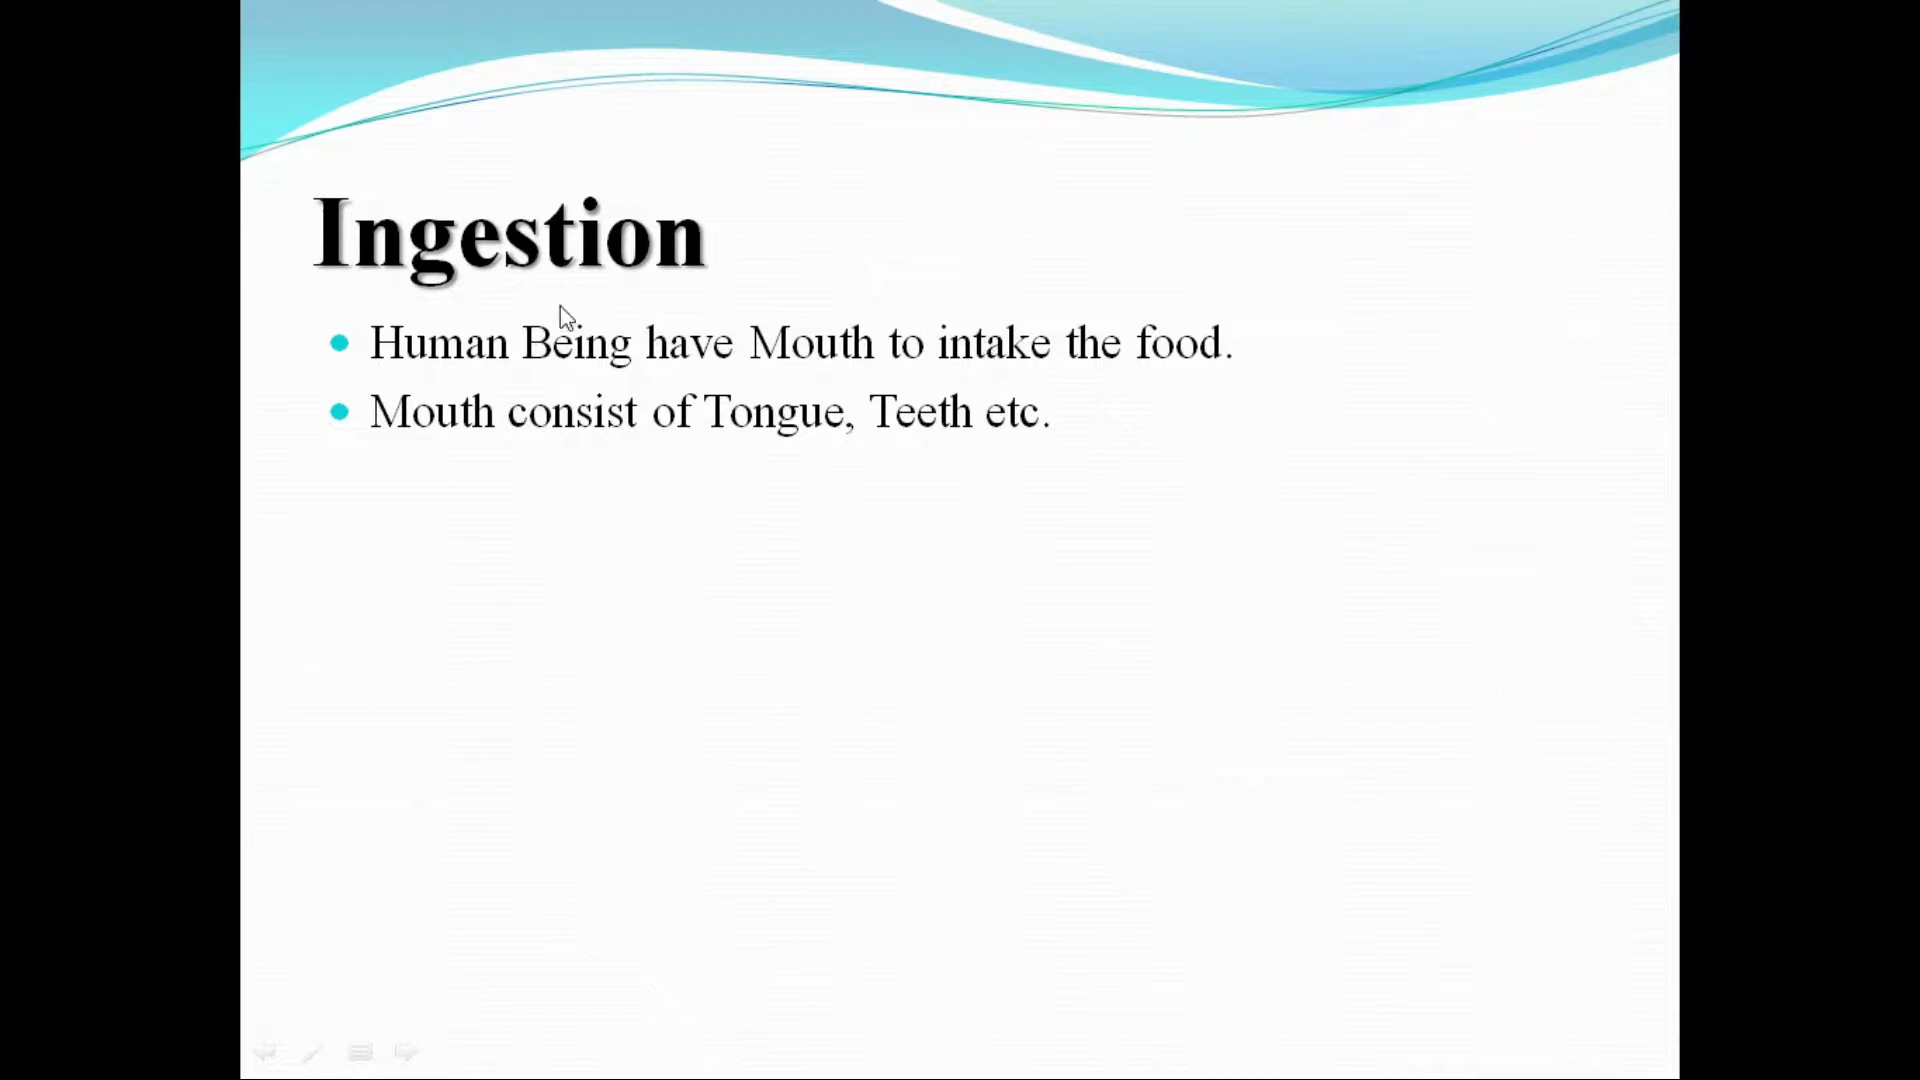 Ingestion
Human Being have Mouth to intake the food.
Mouth consist of Tongue, Teeth etc.